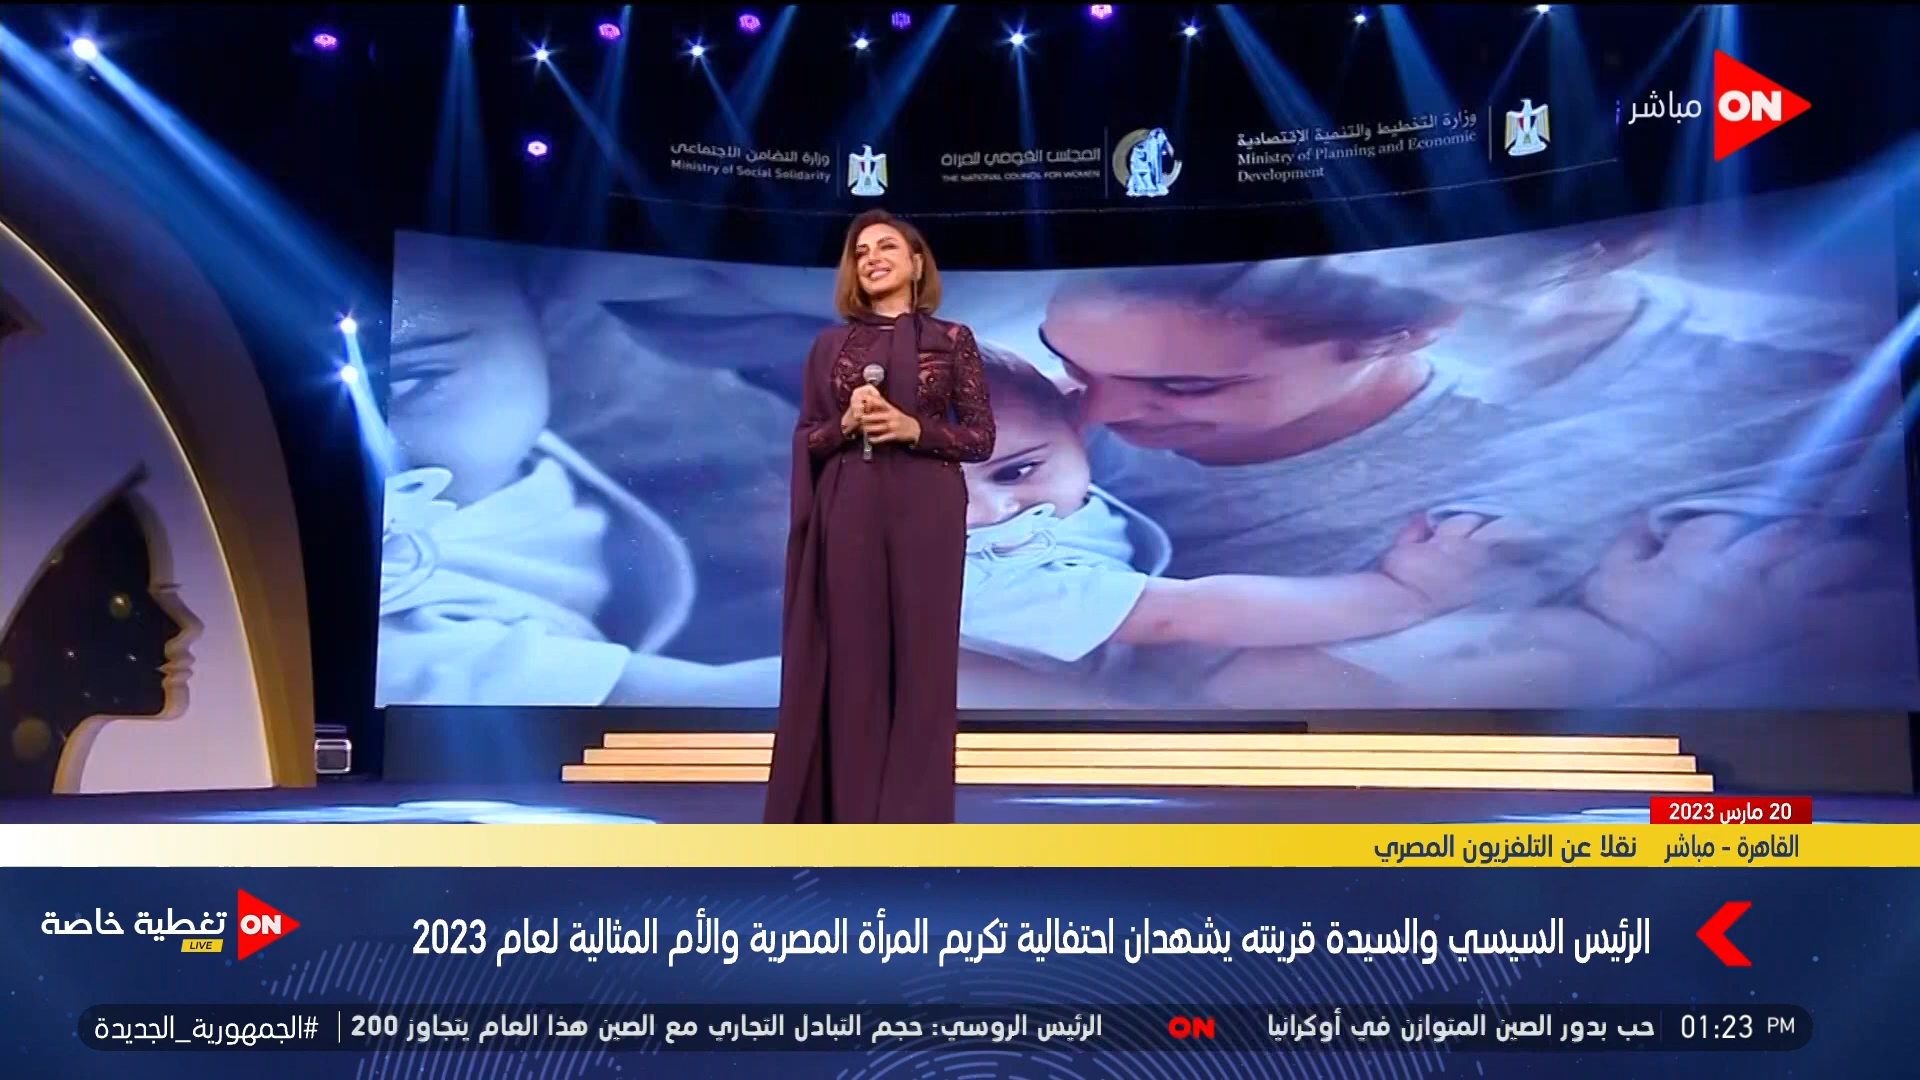 مباشر ON
وزارة التضامن الاجتماعي
Ministry of Social Solidarity
المجلس القومي للمرأة
THE NATIONAL COUNCIL FOR WOMEN
وزارة التخطيط والتنمية الاقتصادية
Ministry of Planning and Economic
Development
20 مارس 2023
القاهرة - مباشر نقلا عن التلفزيون المصري
الرئيس السيسي والسيدة قرينته يشهدان احتفالية تكريم المرأة المصرية والأم المثالية لعام 2023
ON تغطية خاصة
LIVE
01:23 PM
حب بدور الصين المتوازن في أوكرانيا ON الرئيس الروسي: حجم التبادل التجاري مع الصين هذا العام يتجاوز 200
#الجمهورية_الجديدة